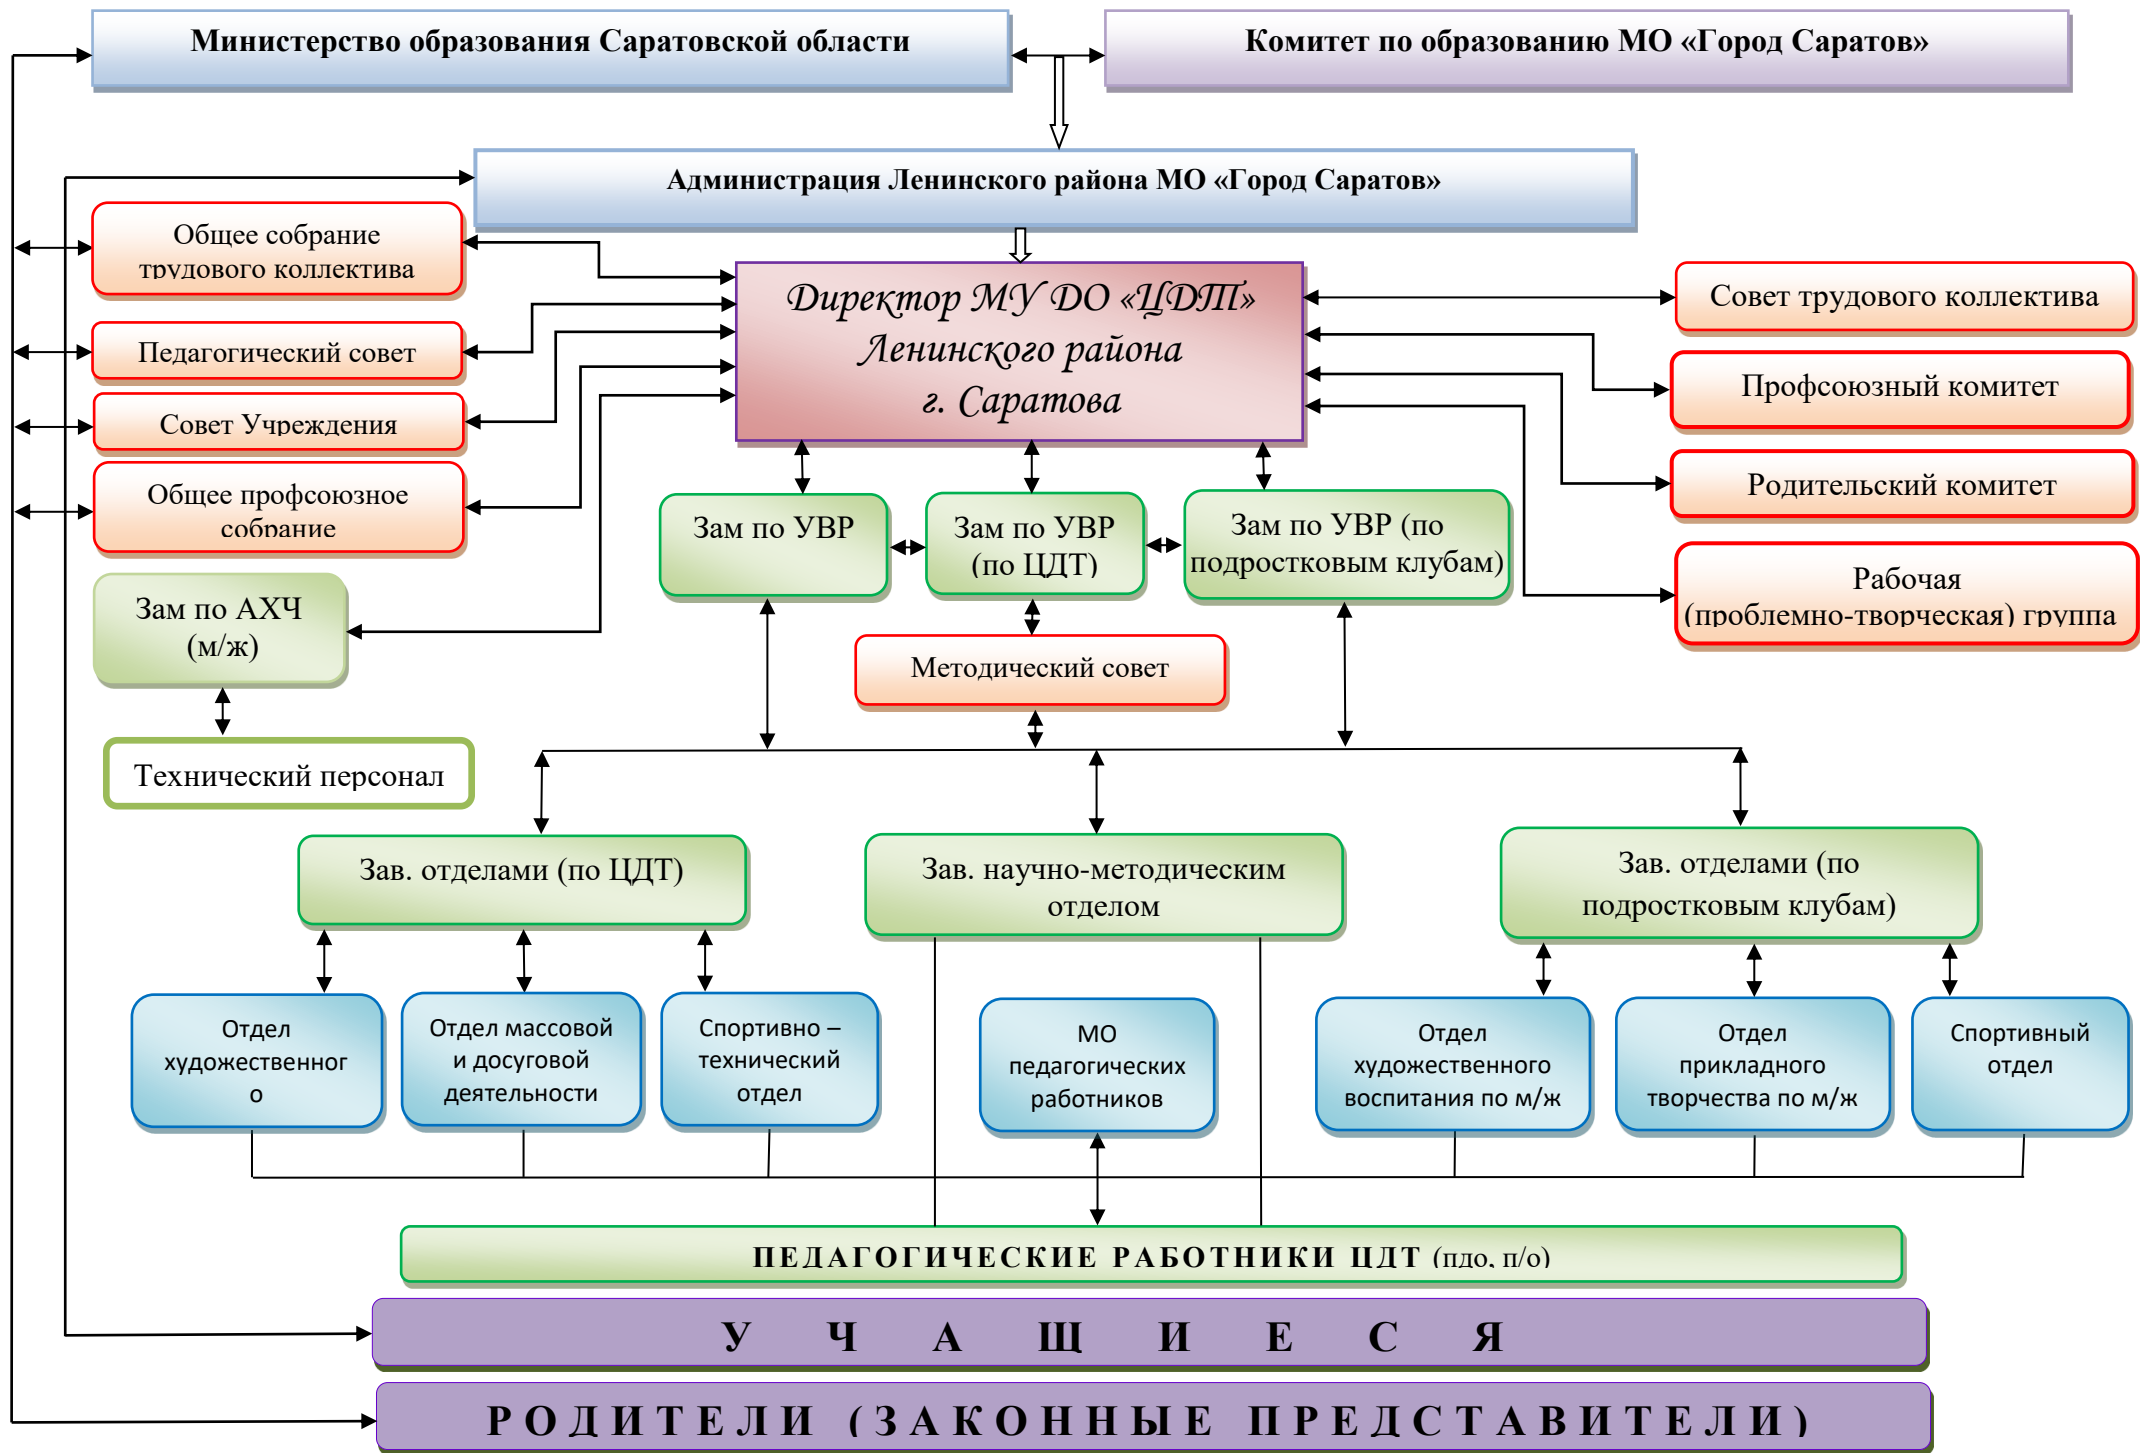 Министерство образования Саратовской области
Комитет по образованию МО «Город Саратов»
Администрация Ленинского района МО «Город Саратов»
Общее собрание
трудового коллектива
Педагогический совет
Совет Учреждения
Общее профсоюзное
собрание
Директор МУ ДО «ЦДТ»
Ленинского района
г. Саратова
Совет трудового коллектива
Профсоюзный комитет
Родительский комитет
Рабочая
(проблемно-творческая) группа
Зам по УВР
Зам по УВР
(по ЦДТ)
Зам по УВР (по
подростковым клубам)
Зам по АХЧ
(м/ж)
Методический совет
Технический персонал
Зав. отделами (по ЦДТ)
Зав. научно-методическим
отделом
Зав. отделами (по
подростковым клубам)
Отдел
художественног
о
Отдел массовой
и досуговой
деятельности
Спортивно –
технический
отдел
МО
педагогических
работников
Отдел
художественного
воспитания по м/ж
Отдел
прикладного
творчества по м/ж
Спортивный
отдел
ПЕДАГОГИЧЕСКИЕ РАБОТНИКИ ЦДТ (пдо, п/о)
У Ч А Щ И Е С Я
РОДИТЕЛИ (ЗАКОННЫЕ ПРЕДСТАВИТЕЛИ)